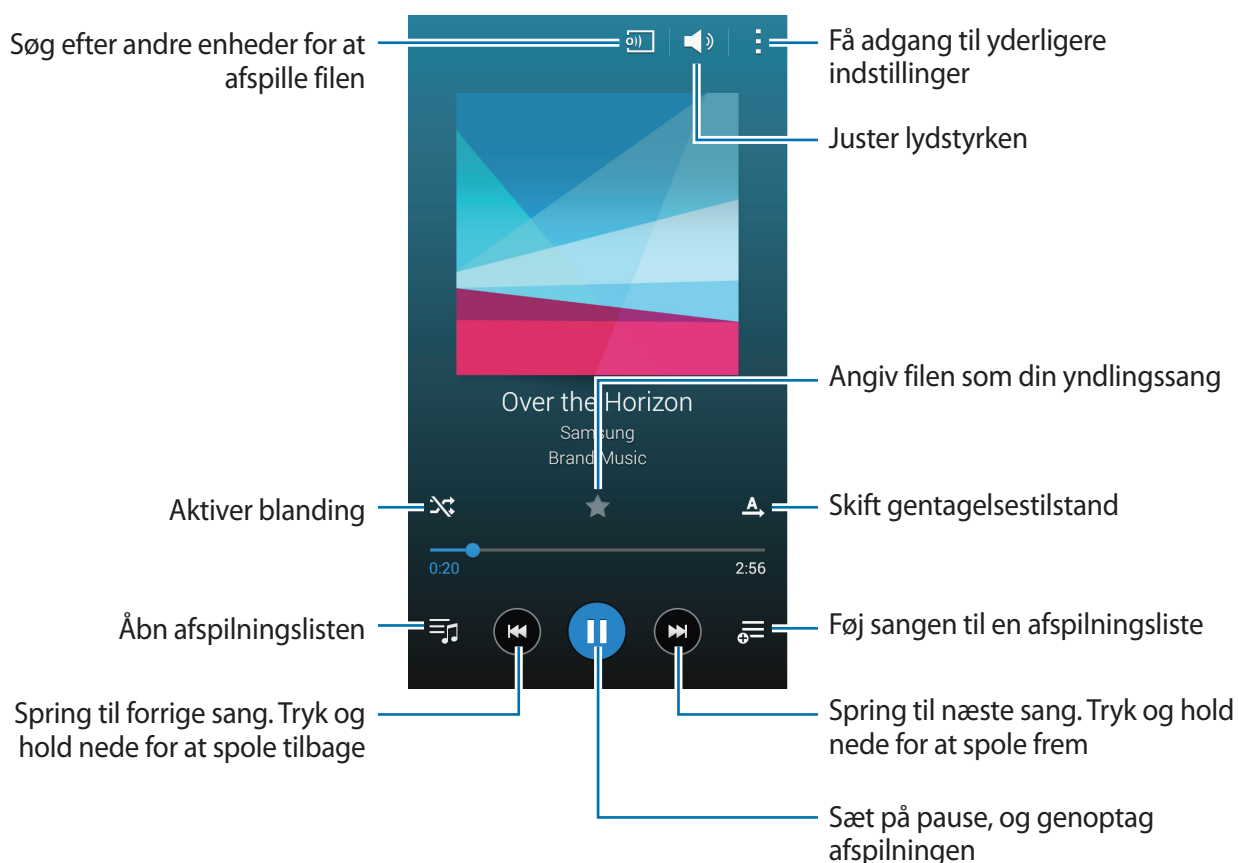 Søg efter andre enheder for at
afspille filen
Få adgang til yderligere
indstillinger
Juster lydstyrken
Angiv filen som din yndlingssang
Over the Horizon
Samsung
Brand Music
Aktiver blanding
A
Skift gentagelsestilstand
0:20
2:56
Åbn afspilningslisten
Føj sangen til en afspilningsliste
Spring til forrige sang. Tryk og
hold nede for at spole tilbage
Spring til næste sang. Tryk og hold
nede for at spole frem
Sæt på pause, og genoptag
afspilningen